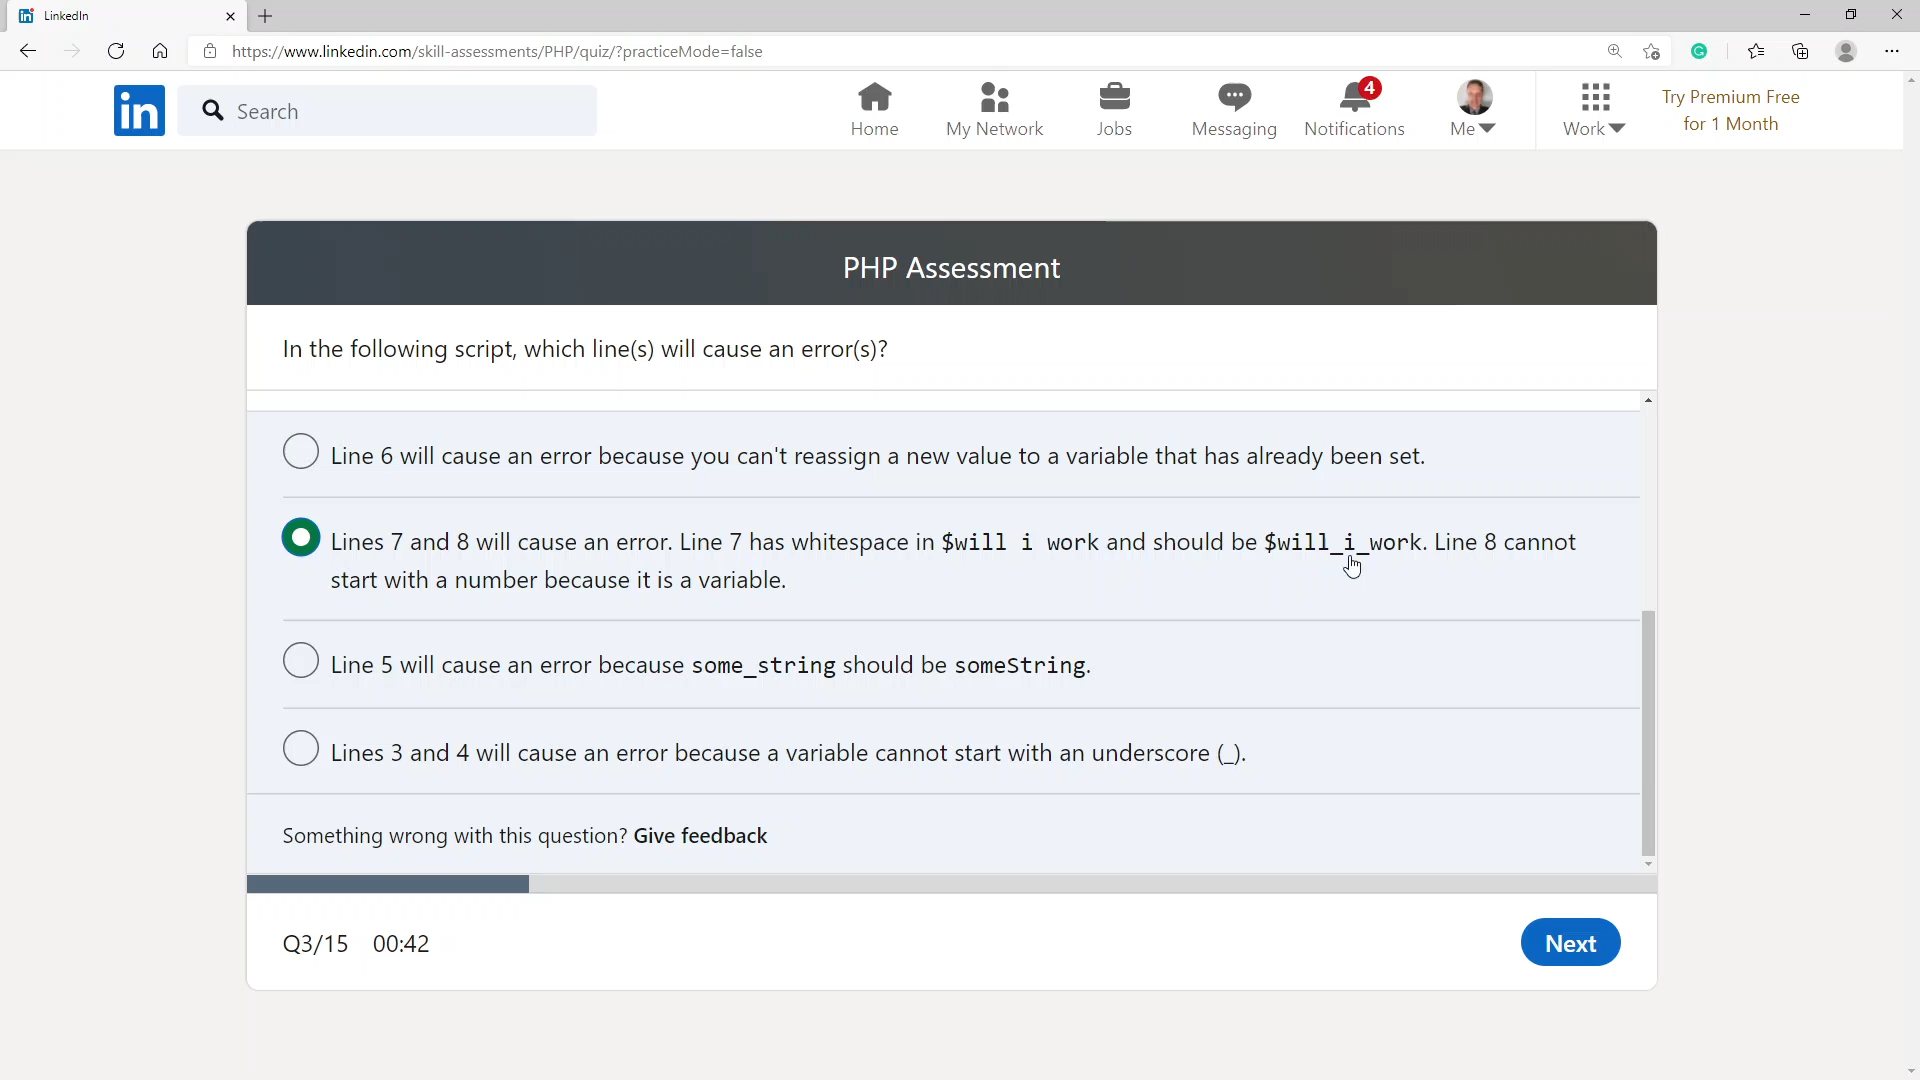 LinkedIn
https://www.linkedin.com/skill-assessments/PHP/quiz/?practiceMode=false
in
Search
Home
My Network
Jobs
Messaging
4
Notifications
Me
Work
Try Premium Free
for 1 Month
PHP Assessment
In the following script, which line(s) will cause an error(s)?
Line 6 will cause an error because you can't reassign a new value to a variable that has already been set.
Lines 7 and 8 will cause an error. Line 7 has whitespace in $will i work and should be $will_i_work. Line 8 cannot
start with a number because it is a variable.
Line 5 will cause an error because some_string should be someString.
Lines 3 and 4 will cause an error because a variable cannot start with an underscore (_).
Something wrong with this question? Give feedback
Q3/15 00:42
Next